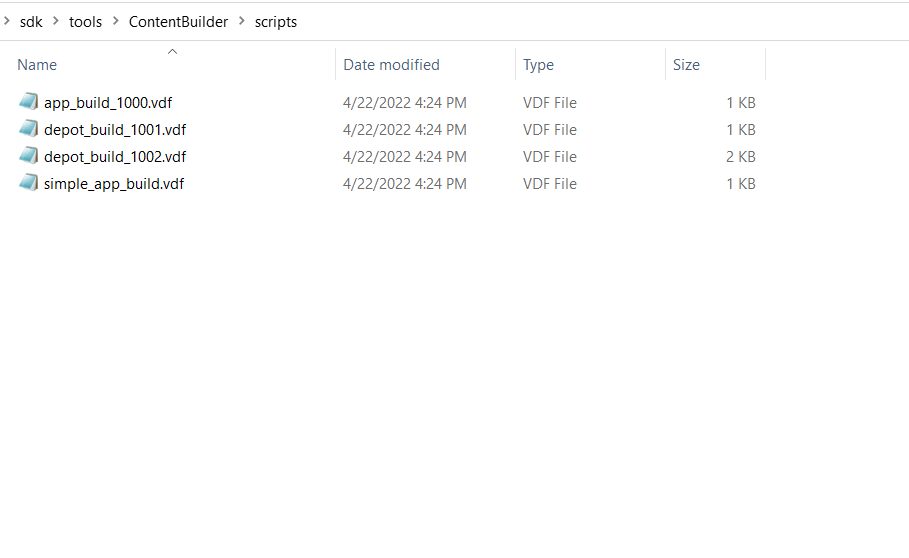 sdk > tools > ContentBuilder > scripts
Name Date modified Type Size
app_build_1000.vdf 4/22/2022 4:24 PM VDF File 1 KB
depot_build_1001.vdf 4/22/2022 4:24 PM VDF File 1 KB
depot_build_1002.vdf 4/22/2022 4:24 PM VDF File 2 KB
simple_app_build.vdf 4/22/2022 4:24 PM VDF File 1 KB